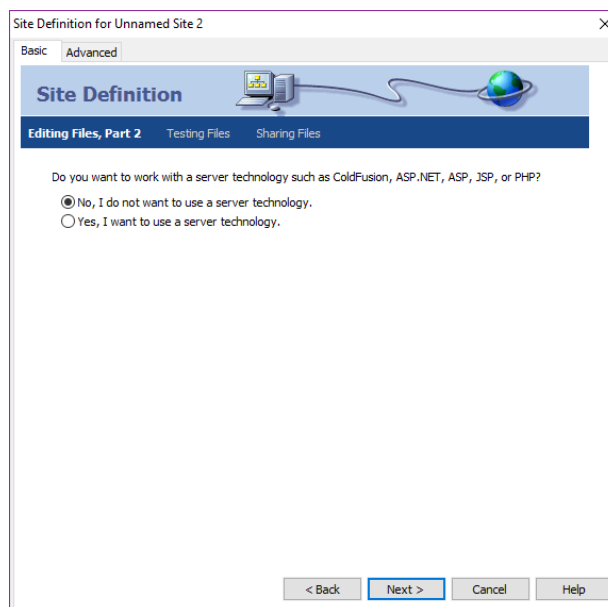 Site Definition for Unnamed Site 2
Basic Advanced
Site Definition
Editing Files, Part 2 Testing Files Sharing Files
Do you want to work with a server technology such as ColdFusion, ASP.NET, ASP, JSP, or PHP?
No, I do not want to use a server technology.
Yes, I want to use a server technology.
< Back Next > Cancel Help